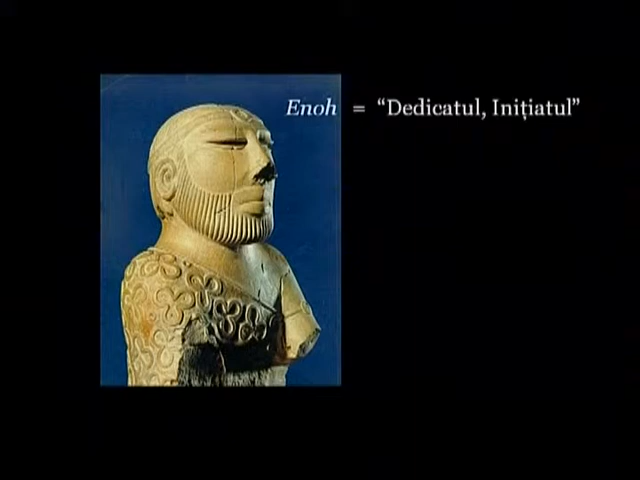 Enoh = “Dedicatul, Inițiatul”